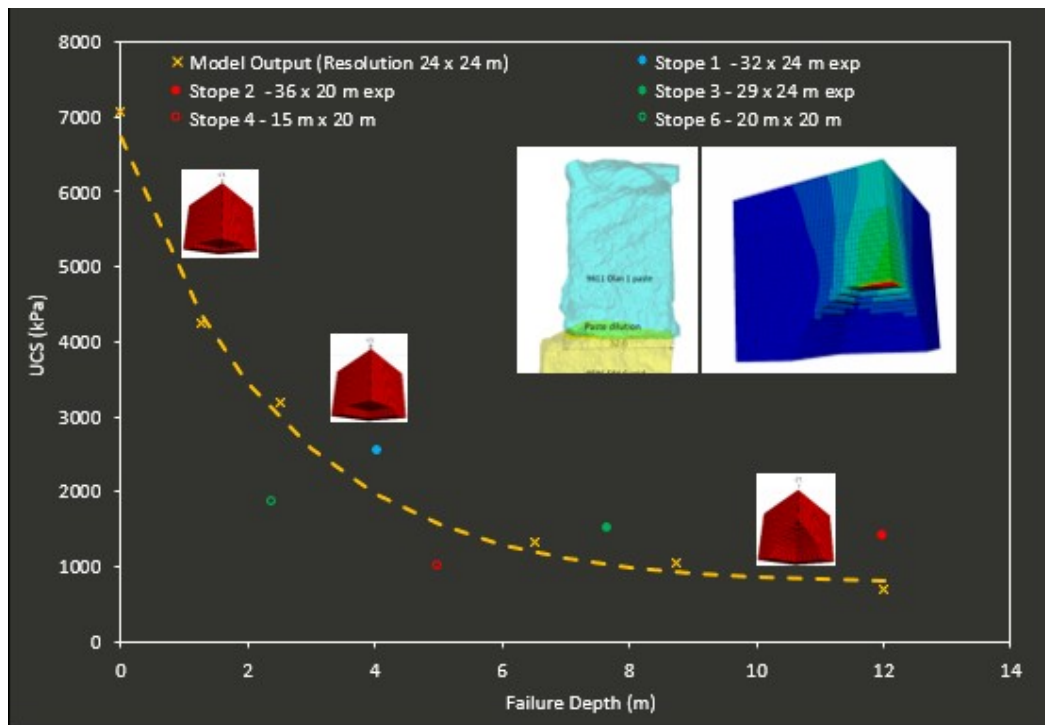 8000
7000
6000
5000
4000
3000
2000
1000
0
UCS (kPa)
Model Output (Resolution 24 x 24 m)
Stope 1 - 32 x 24 m exp
Stope 2 - 36 x 20 m exp
Stope 3 - 29 x 24 m exp
Stope 4 - 15 m x 20 m
Stope 6 - 20 m x 20 m
paste
Paste dilution
0 2 4 6 8 10 12 14
Failure Depth (m)